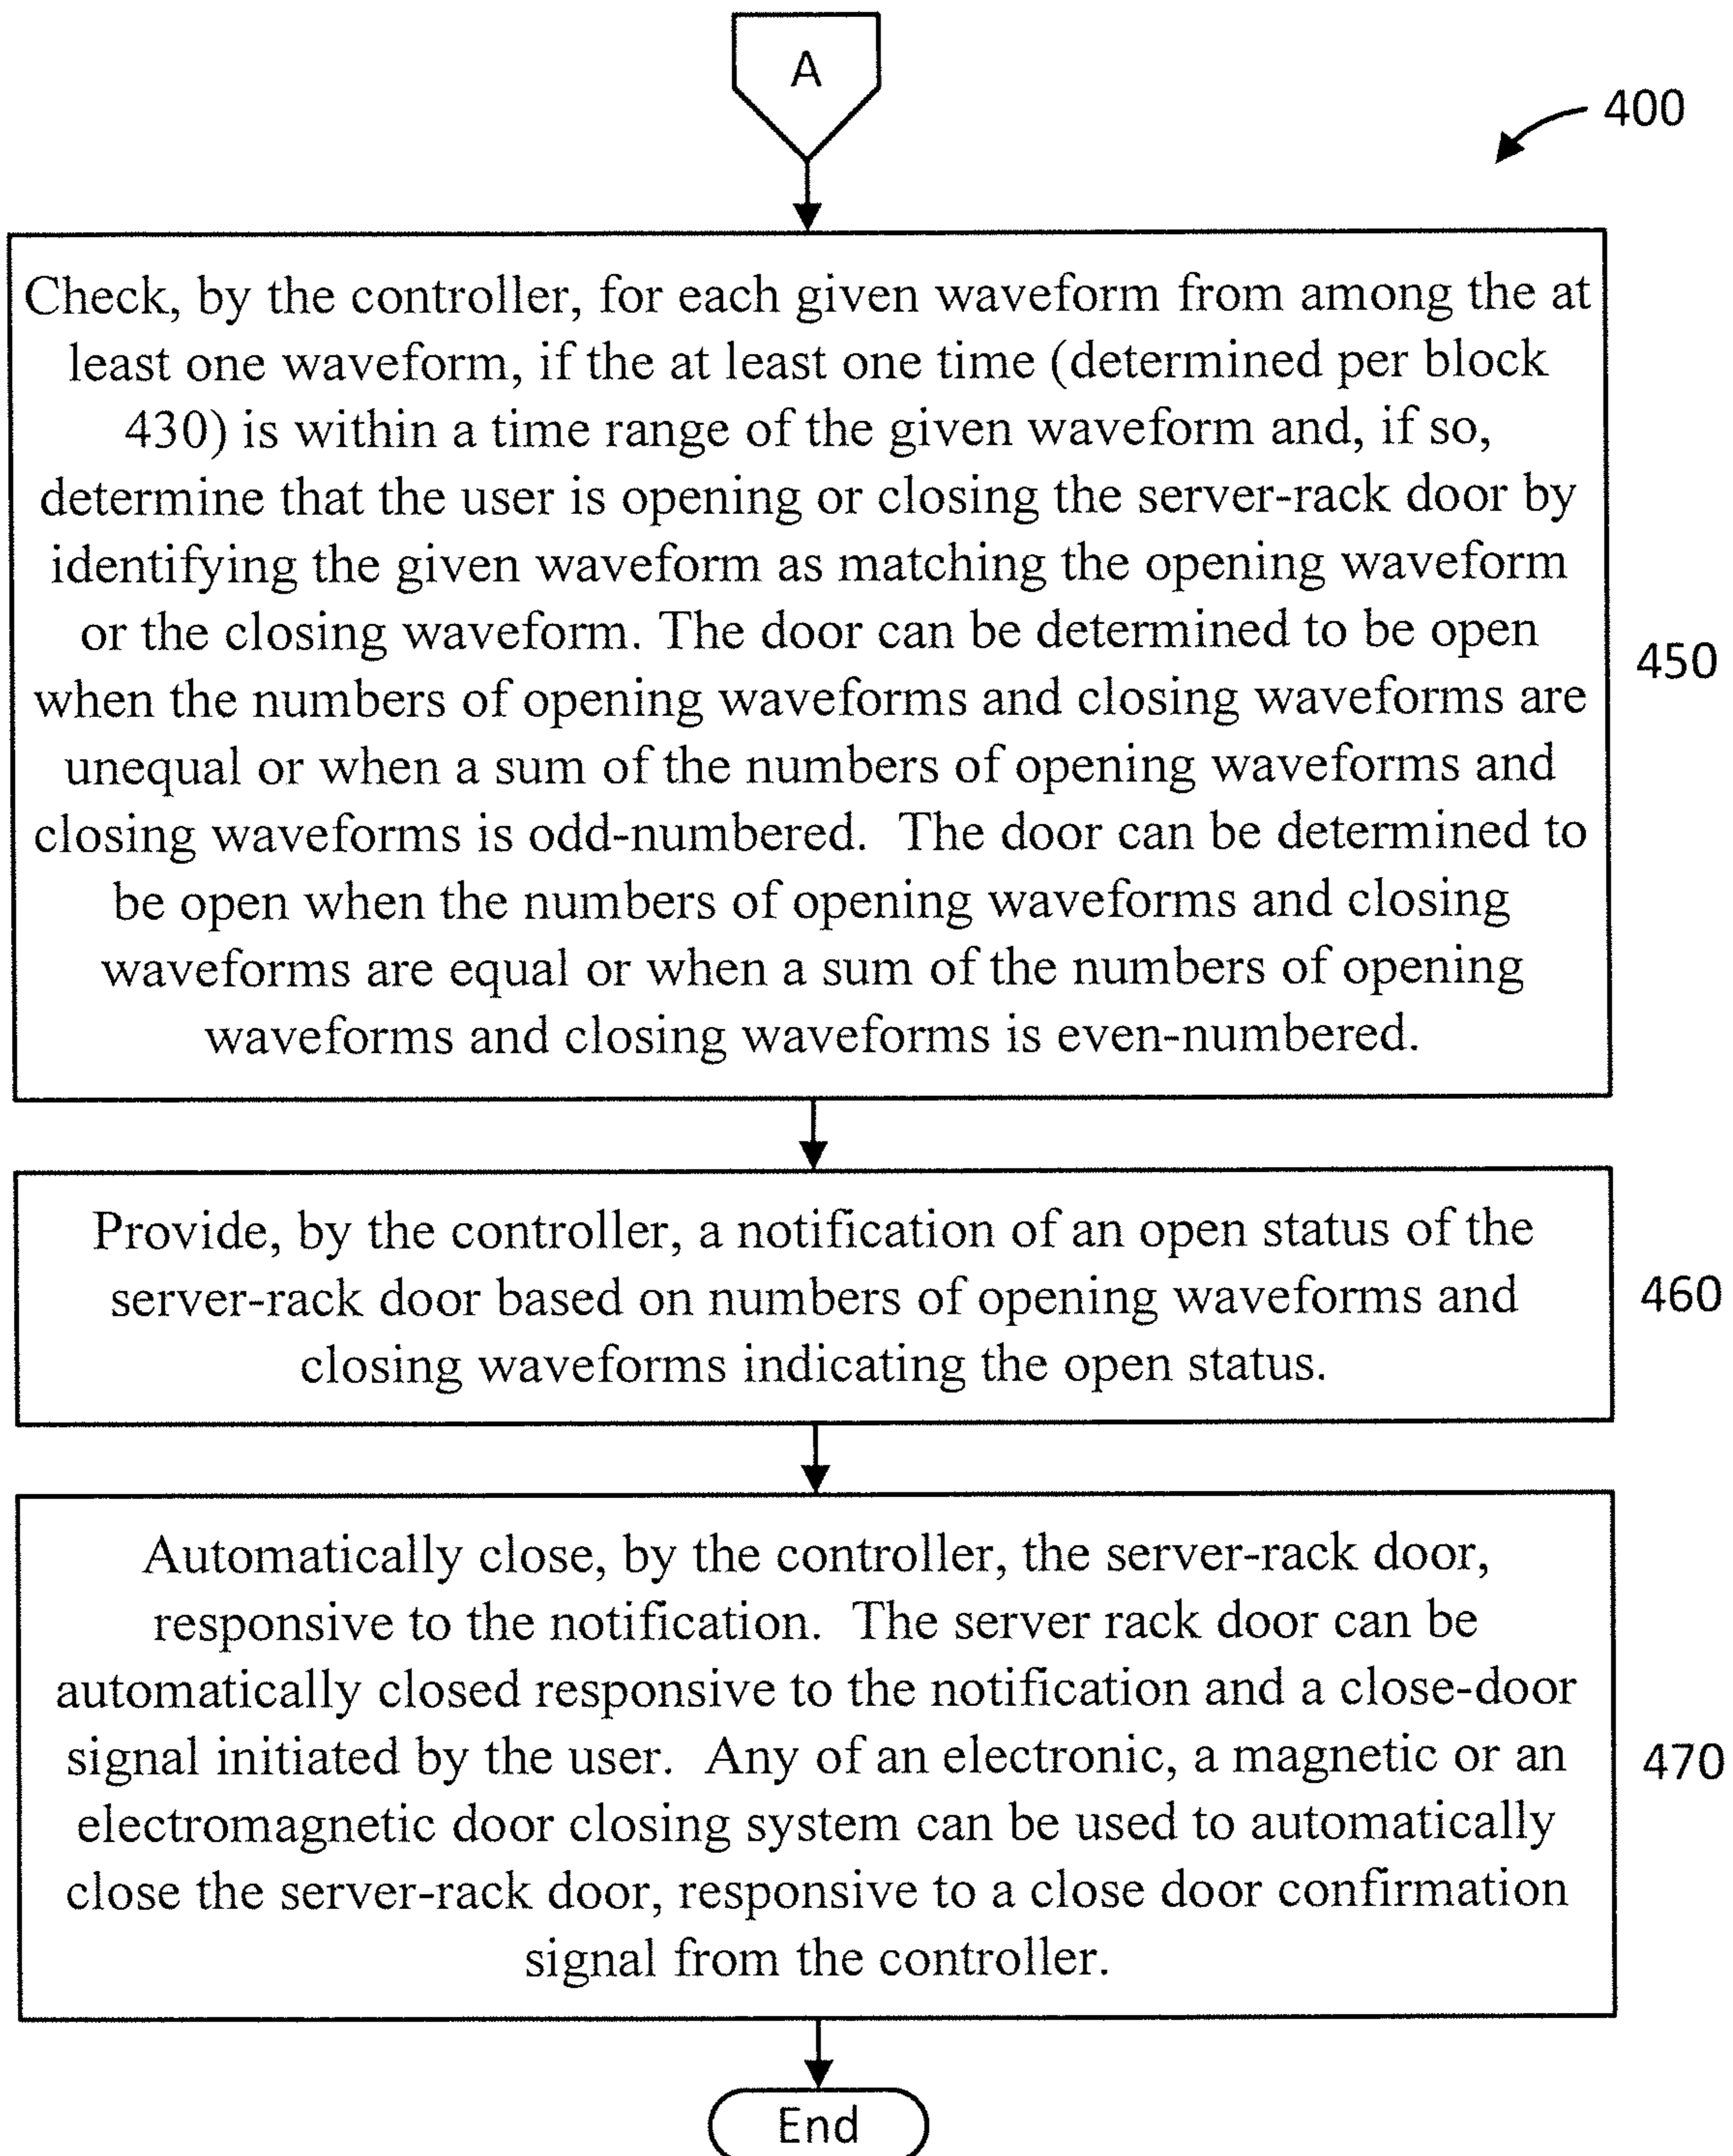 A
400
Check, by the controller, for each given waveform from among the at
least one waveform, if the at least one time (determined per block
430) is within a time range of the given waveform and, if so,
determine that the user is opening or closing the server-rack door by
identifying the given waveform as matching the opening waveform
or the closing waveform. The door can be determined to be open
when the numbers of opening waveforms and closing waveforms are
unequal or when a sum of the numbers of opening waveforms and
closing waveforms is odd-numbered. The door can be determined to
be open when the numbers of opening waveforms and closing
waveforms are equal or when a sum of the numbers of opening
waveforms and closing waveforms is even-numbered.
450
Provide, by the controller, a notification of an open status of the
server-rack door based on numbers of opening waveforms and
closing waveforms indicating the open status.
460
Automatically close, by the controller, the server-rack door,
responsive to the notification. The server rack door can be
automatically closed responsive to the notification and a close-door
signal initiated by the user. Any of an electronic, a magnetic or an
electromagnetic door closing system can be used to automatically
close the server-rack door, responsive to a close door confirmation
signal from the controller.
470
End